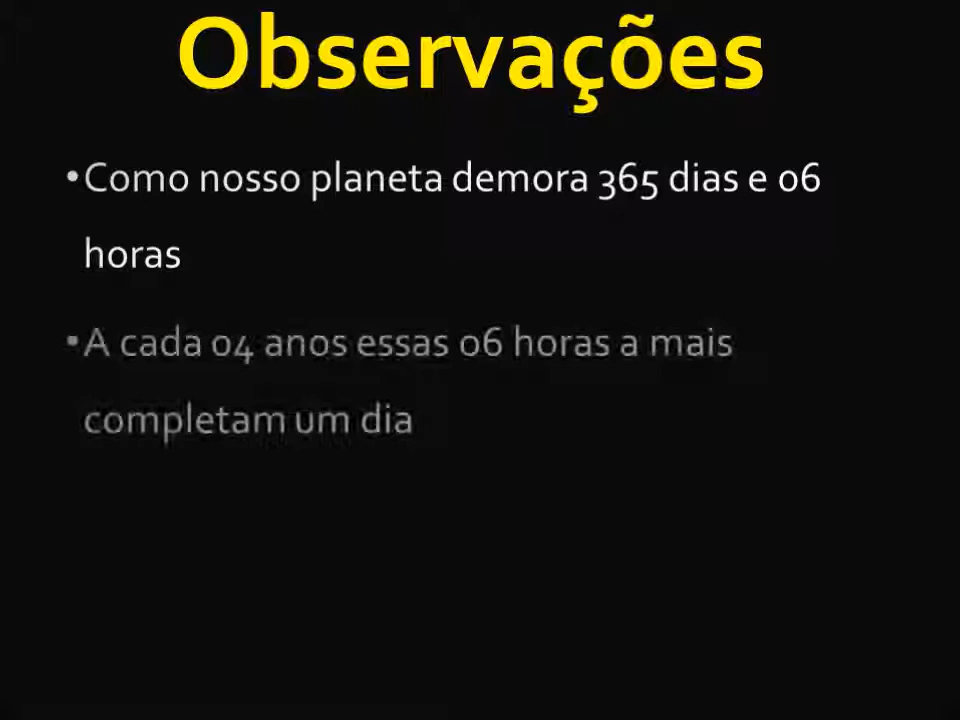 Observações
•Como nosso planeta demora 365 dias e 06
horas
•A cada 04 anos essas 06 horas a mais
completam um dia